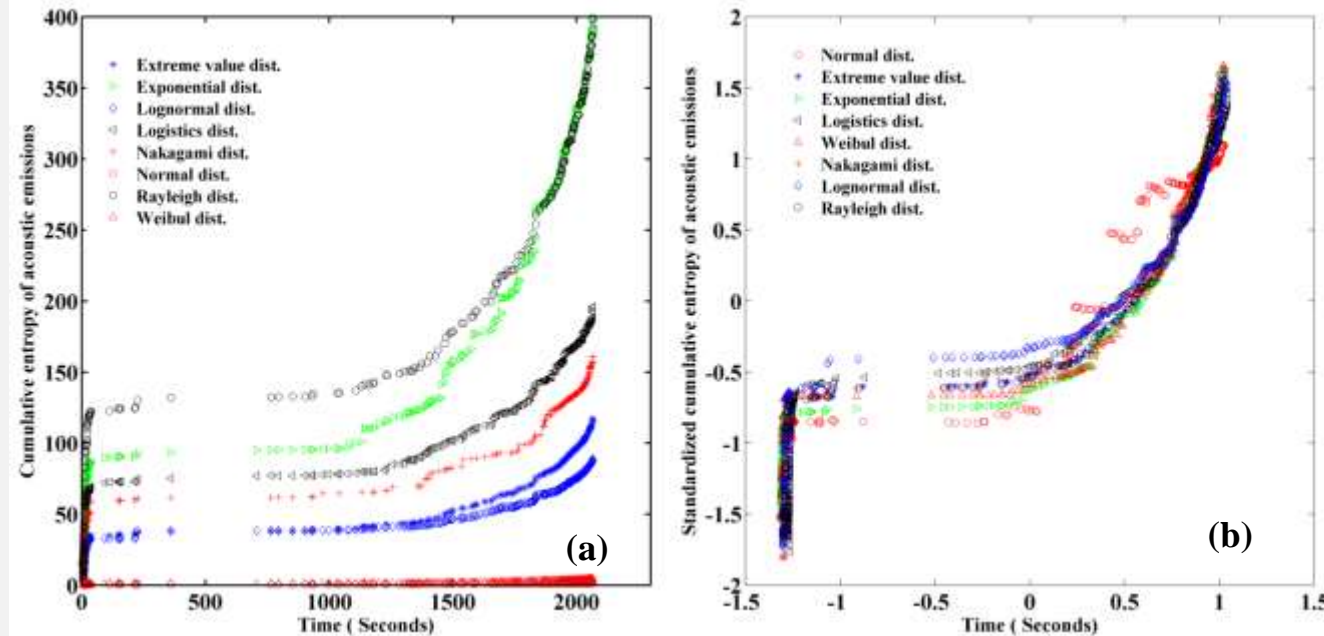 400
350
300
250
200
150
100
50
0
Cumulative entropy of acoustic emissions
Extreme value dist.
Exponential dist.
Lognormal dist.
Logistics dist.
Nakagami dist.
Normal dist.
Rayleigh dist.
Weibul dist.
(a)
0 500 1000 1500 2000
Time ( Seconds)
2
1.5
1
0.5
0
-0.5
-1
-1.5
-2
Standardized cumulative entropy of acoustic emissions
Normal dist.
Extreme value dist.
Exponential dist.
Logistics dist.
Weibul dist.
Nakagami dist.
Lognormal dist.
Rayleigh dist.
(b)
-1.5 -1 -0.5 0 0.5 1 1.5
Time ( Seconds)